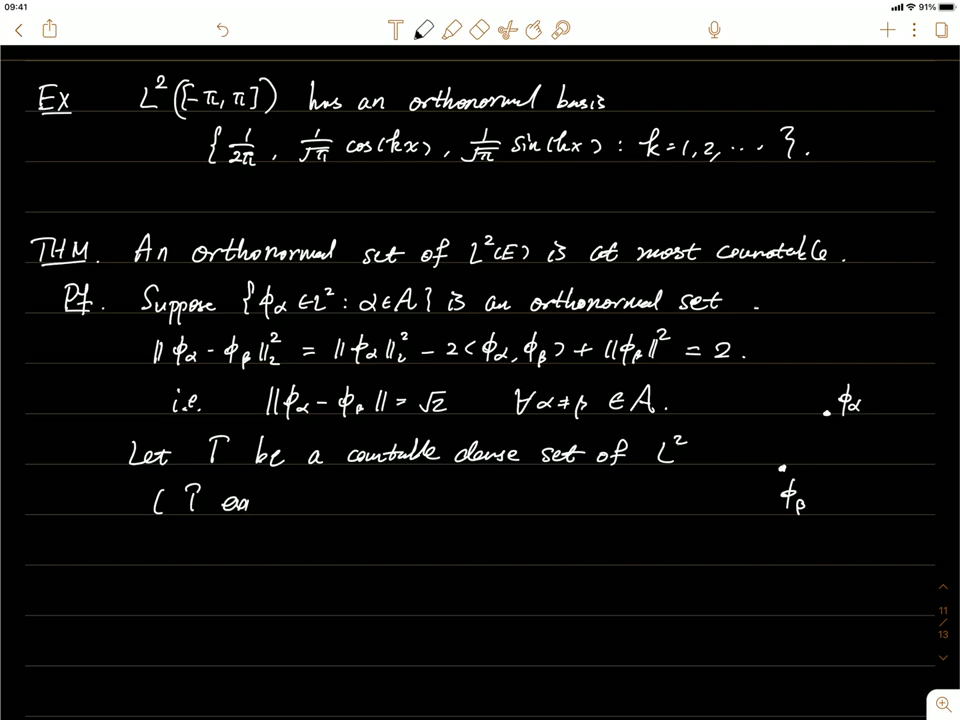 09:41
91%
Ex L²([-π, π]) has an orthonormal basis
{ 1/2π , 1/√π cos(kx), 1/√π sin(kx) : k = 1, 2, ... }.
THM. An orthonormal set of L²(E) is at most countable.
Pf. Suppose {ϕα ∈ L² : α ∈ A} is an orthonormal set.
‖ϕα - ϕβ‖₂² = ‖ϕα‖₂² - 2<ϕα, ϕβ> + ‖ϕβ‖² = 2.
i.e. ‖ϕα - ϕβ‖ = √2 ∀α ≠ β ∈ A.
ϕα
Let T be a countable dense set of L²
ϕβ
( T
11
/
13